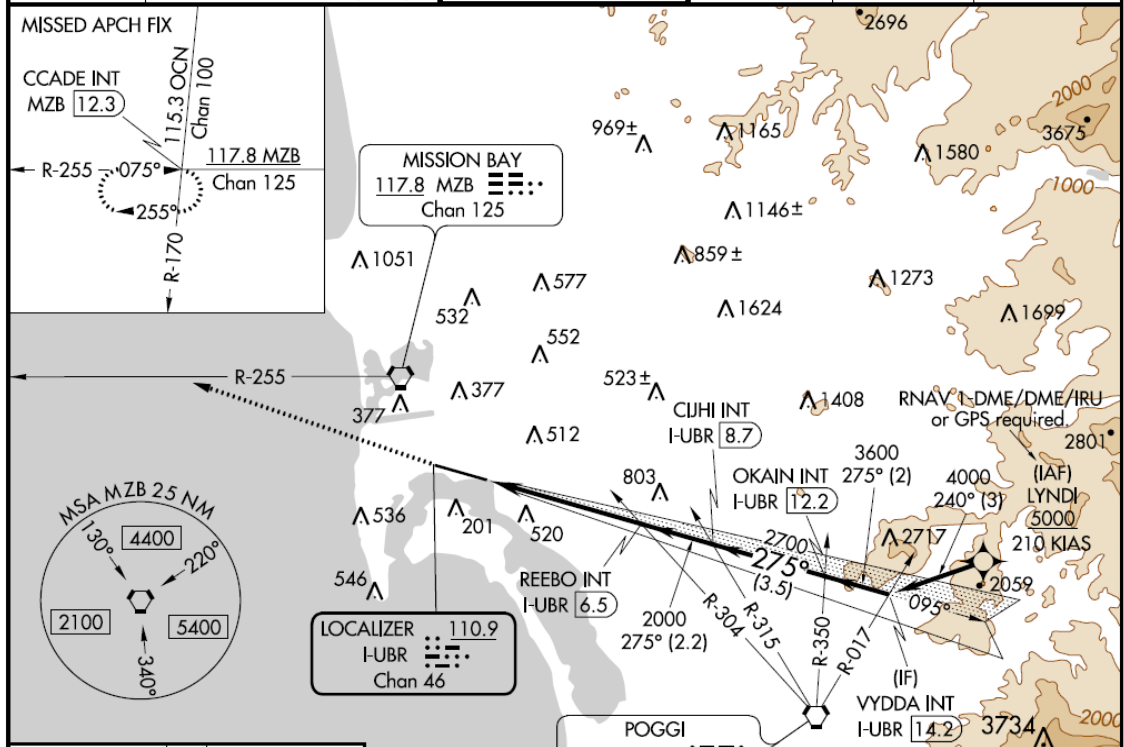 MISSED APCH FIX
CCADE INT
MZB 12.3
115.3 OCN
Chan 100
R-255
075°
117.8 MZB
Chan 125
255°
R-170
MISSION BAY
117.8 MZB
Chan 125
2696
2000
3675
969±
1165
1580
1000
1146±
1051
859±
577
1273
532
1624
1699
552
R-255
377
377
523±
1408
RNAV 1-DME/DME/IRU
or GPS required.
CIJHI INT
I-UBR 8.7
512
2801
3600
275° (2)
OKAIN INT
I-UBR 12.2
4000
240° (3)
(IAF)
LYNDI
5000
210 KIAS
803
MSA MZB 25 NM
130°
4400
220°
2100
5400
340°
536
201
520
2700
275°
(3.5)
2717
2059
095°
546
REEBO INT
I-UBR 6.5
2000
275° (2.2)
R-304
R-315
R-350
R-017
LOCALIZER 110.9
I-UBR
Chan 46
(IF)
VYDDA INT
I-UBR 14.2
3734
2000
POGGI